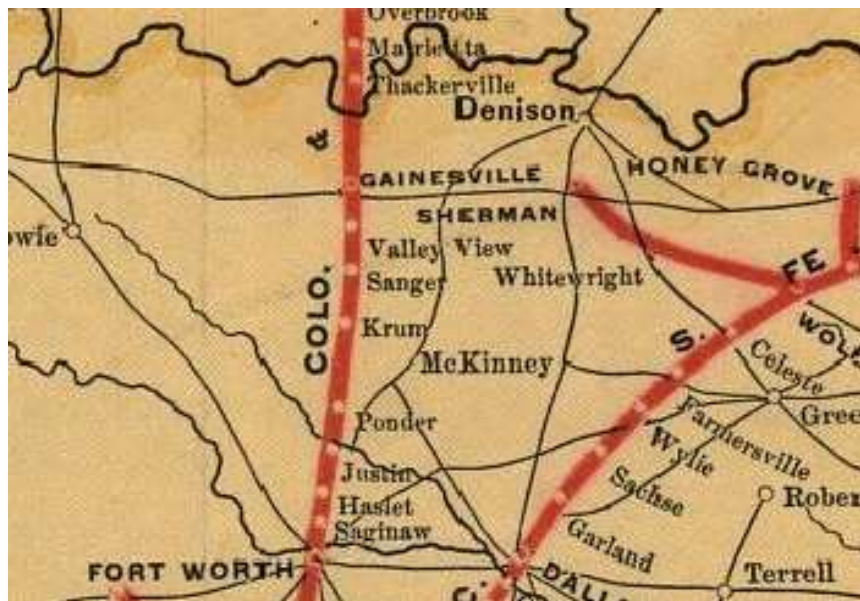 Overbrook
Marrietta
Thackerville
Denison
&
GAINESVILLE
HONEY GROVE
SHERMAN
Valley View
Sanger
Whitewright
FE
COLO.
Krum
S.
Celeste
McKinney
Ponder
Farmersville
Wylie
Justin
Sachse
Haslet
Saginaw
Garland
FORT WORTH
Terrell
G.